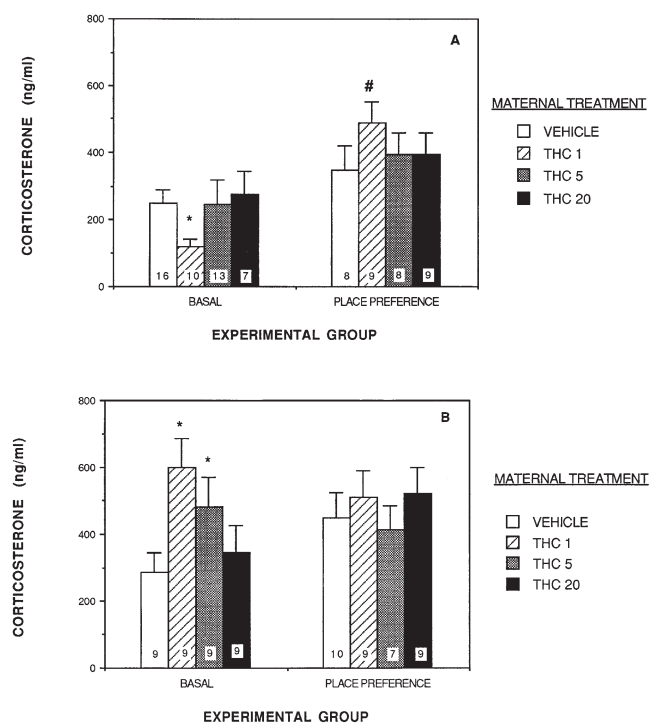 800
A
600
#
400
200
*
0
16 10 13 7
8 9 8 9
BASAL PLACE PREFERENCE
EXPERIMENTAL GROUP
CORTICOSTERONE (ng/ml)
MATERNAL TREATMENT
VEHICLE
THC 1
THC 5
THC 20
800
B
*
*
600
400
200
0
9 9 9 9
10 9 7 9
BASAL PLACE PREFERENCE
EXPERIMENTAL GROUP
CORTICOSTERONE (ng/ml)
MATERNAL TREATMENT
VEHICLE
THC 1
THC 5
THC 20